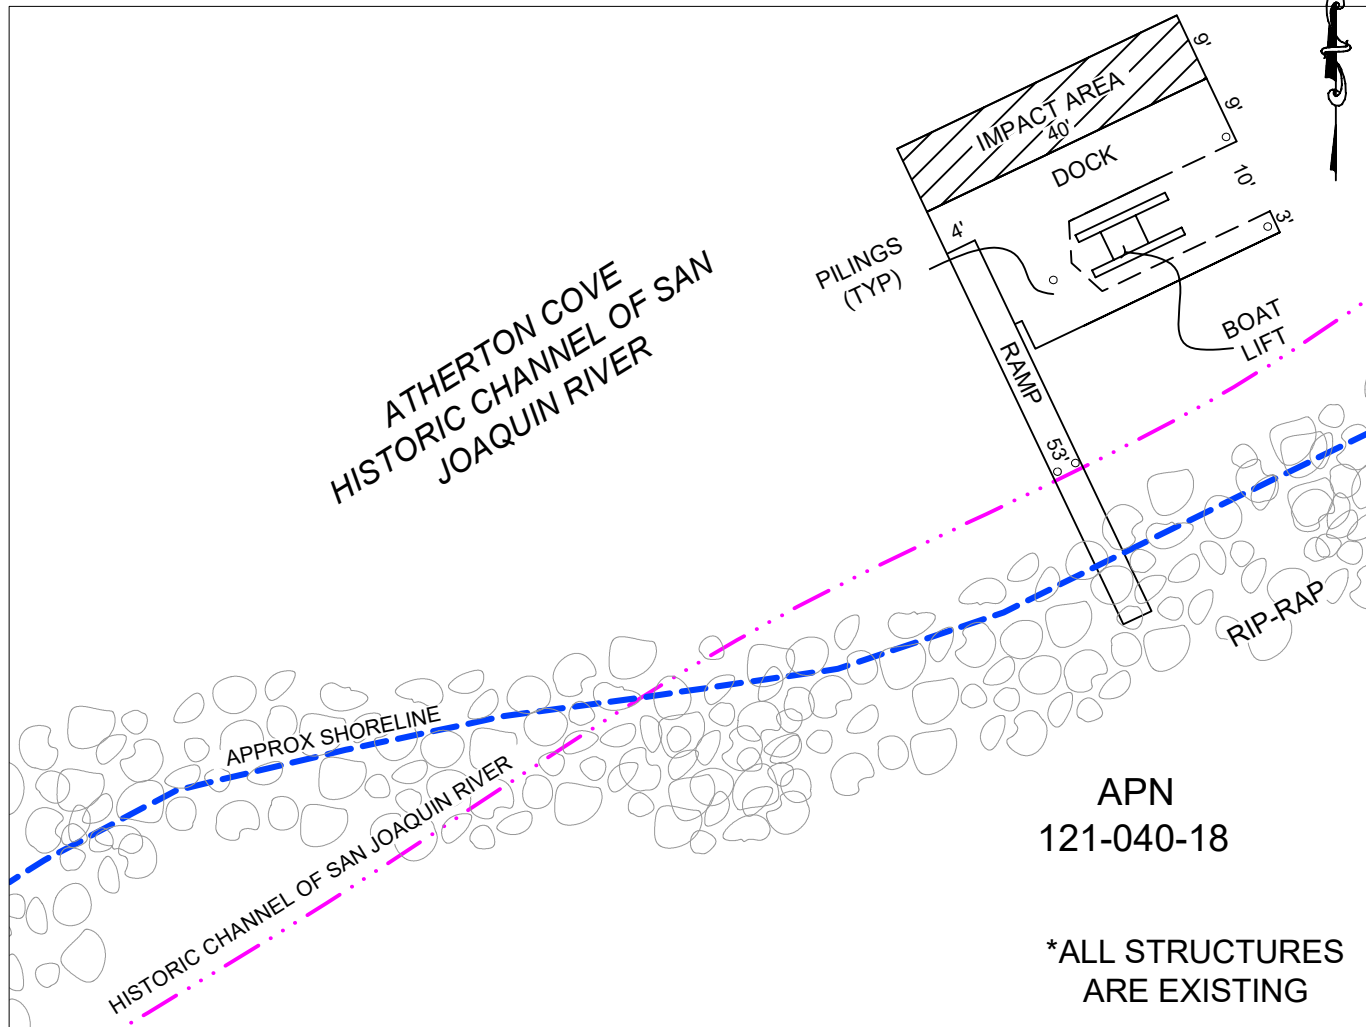 9'
IMPACT AREA
40'
9'
DOCK
10'
3'
4'
PILINGS
(TYP)
BOAT
LIFT
RAMP
53'
ATHERTON COVE
HISTORIC CHANNEL OF SAN
JOAQUIN RIVER
RIP-RAP
APPROX SHORELINE
HISTORIC CHANNEL OF SAN JOAQUIN RIVER
APN
121-040-18
*ALL STRUCTURES
ARE EXISTING